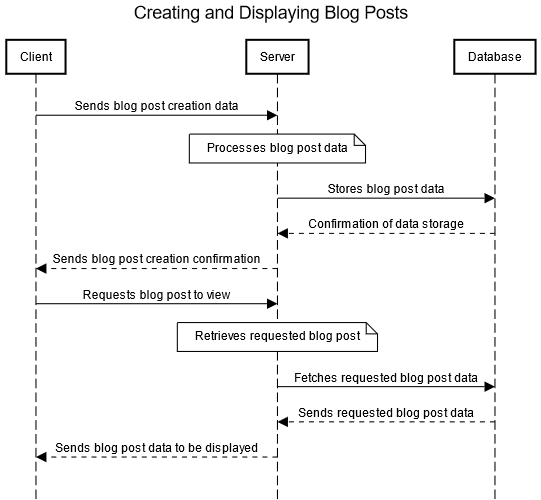 Creating and Displaying Blog Posts
Client
Server
Database
Sends blog post creation data
Processes blog post data
Stores blog post data
Confirmation of data storage
Sends blog post creation confirmation
Requests blog post to view
Retrieves requested blog post
Fetches requested blog post data
Sends requested blog post data
Sends blog post data to be displayed